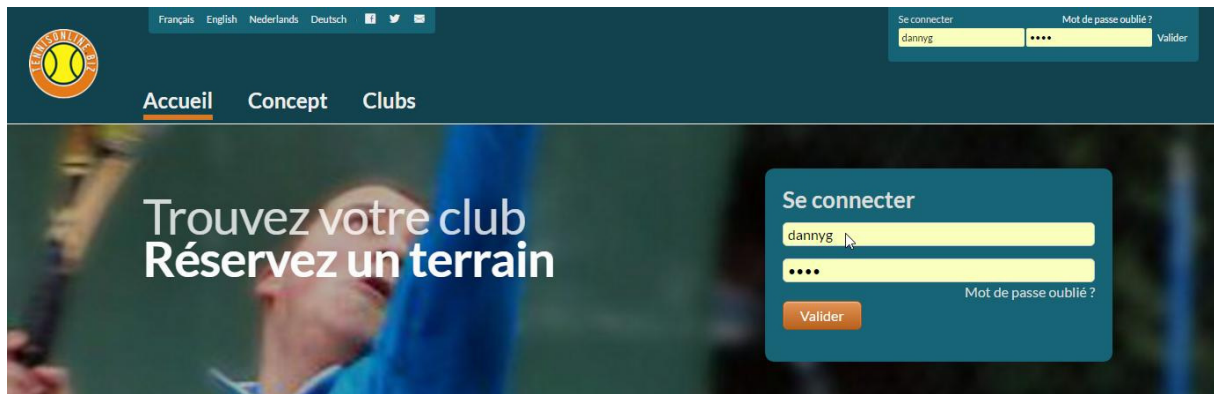 Français English Nederlands Deutsch
Se connecter Mot de passe oublié ?
dannyg •••• Valider
TENNISONLINE.BIZ
Accueil Concept Clubs
Trouvez votre club
Réservez un terrain
Se connecter
dannyg
••••
Mot de passe oublié ?
Valider